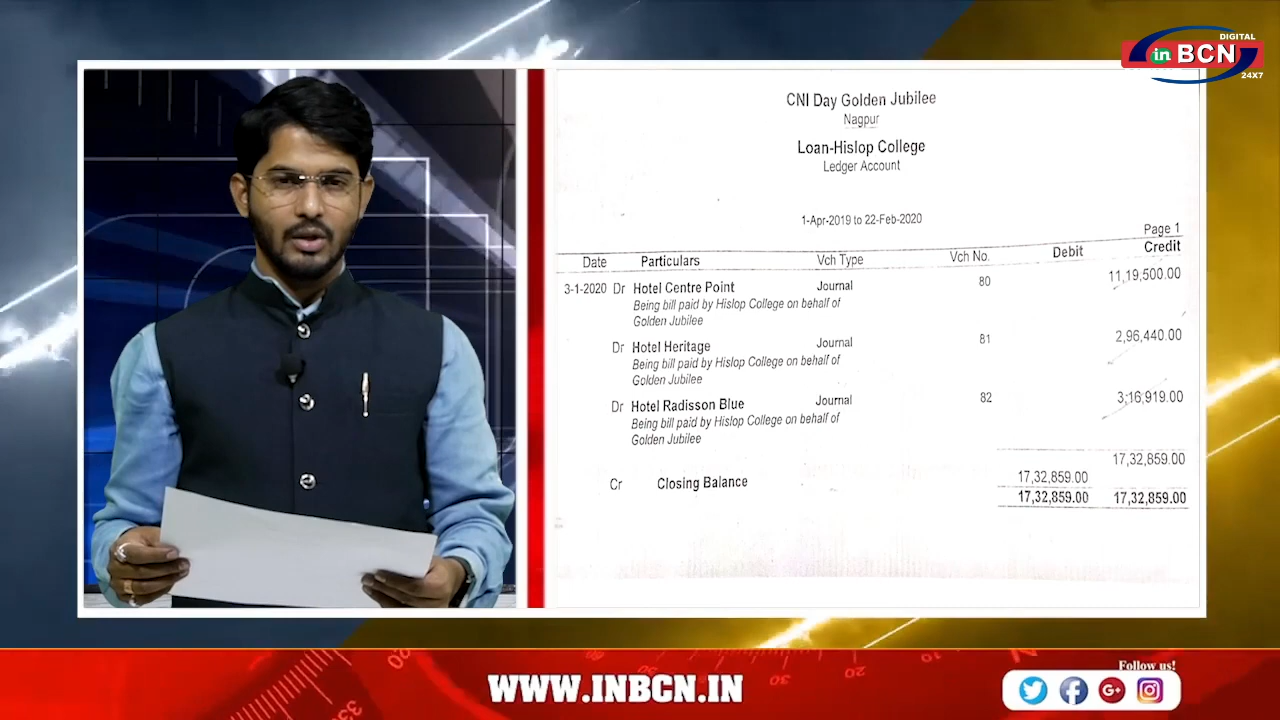 DIGITAL
in BCN
24X7
CNI Day Golden Jubilee
Nagpur
Loan-Hislop College
Ledger Account
1-Apr-2019 to 22-Feb-2020
Page 1
Date Particulars Vch Type Vch No. Debit Credit
3-1-2020 Dr Hotel Centre Point Journal 80 11,19,500.00
Being bill paid by Hislop College on behalf of
Golden Jubilee
Dr Hotel Heritage Journal 81 2,96,440.00
Being bill paid by Hislop College on behalf of
Golden Jubilee
Dr Hotel Radisson Blue Journal 82 3,16,919.00
Being bill paid by Hislop College on behalf of
Golden Jubilee
17,32,859.00
Cr Closing Balance 17,32,859.00
17,32,859.00 17,32,859.00
WWW.INBCN.IN
Follow us!